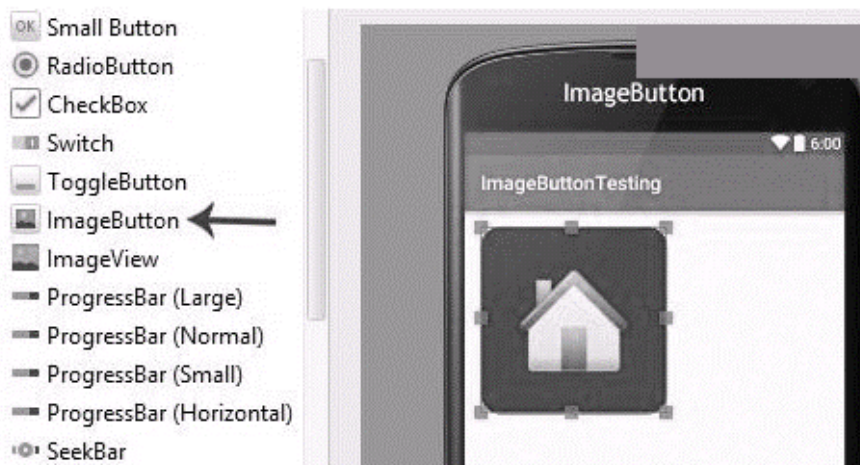 OK Small Button
RadioButton
CheckBox
Switch
ToggleButton
ImageButton
ImageView
ProgressBar (Large)
ProgressBar (Normal)
ProgressBar (Small)
ProgressBar (Horizontal)
SeekBar
ImageButton
6:00
ImageButtonTesting